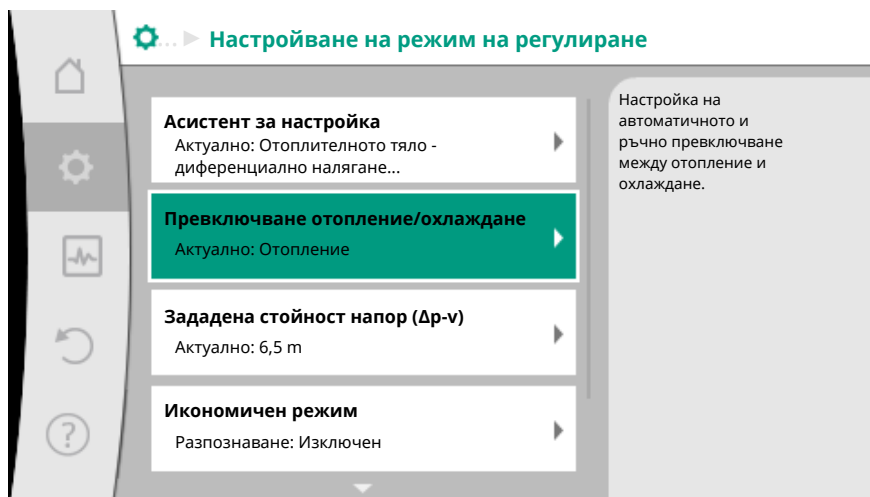 ... Настройване на режим на регулиране
Асистент за настройка
Актуално: Отоплителното тяло -
диференциално налягане...
Превключване отопление/охлаждане
Актуално: Отопление
Зададена стойност напор (Δp-v)
Актуално: 6,5 m
Икономичен режим
Разпознаване: Изключен
Настройка на
автоматичното и
ръчно превключване
между отопление и
охлаждане.
?